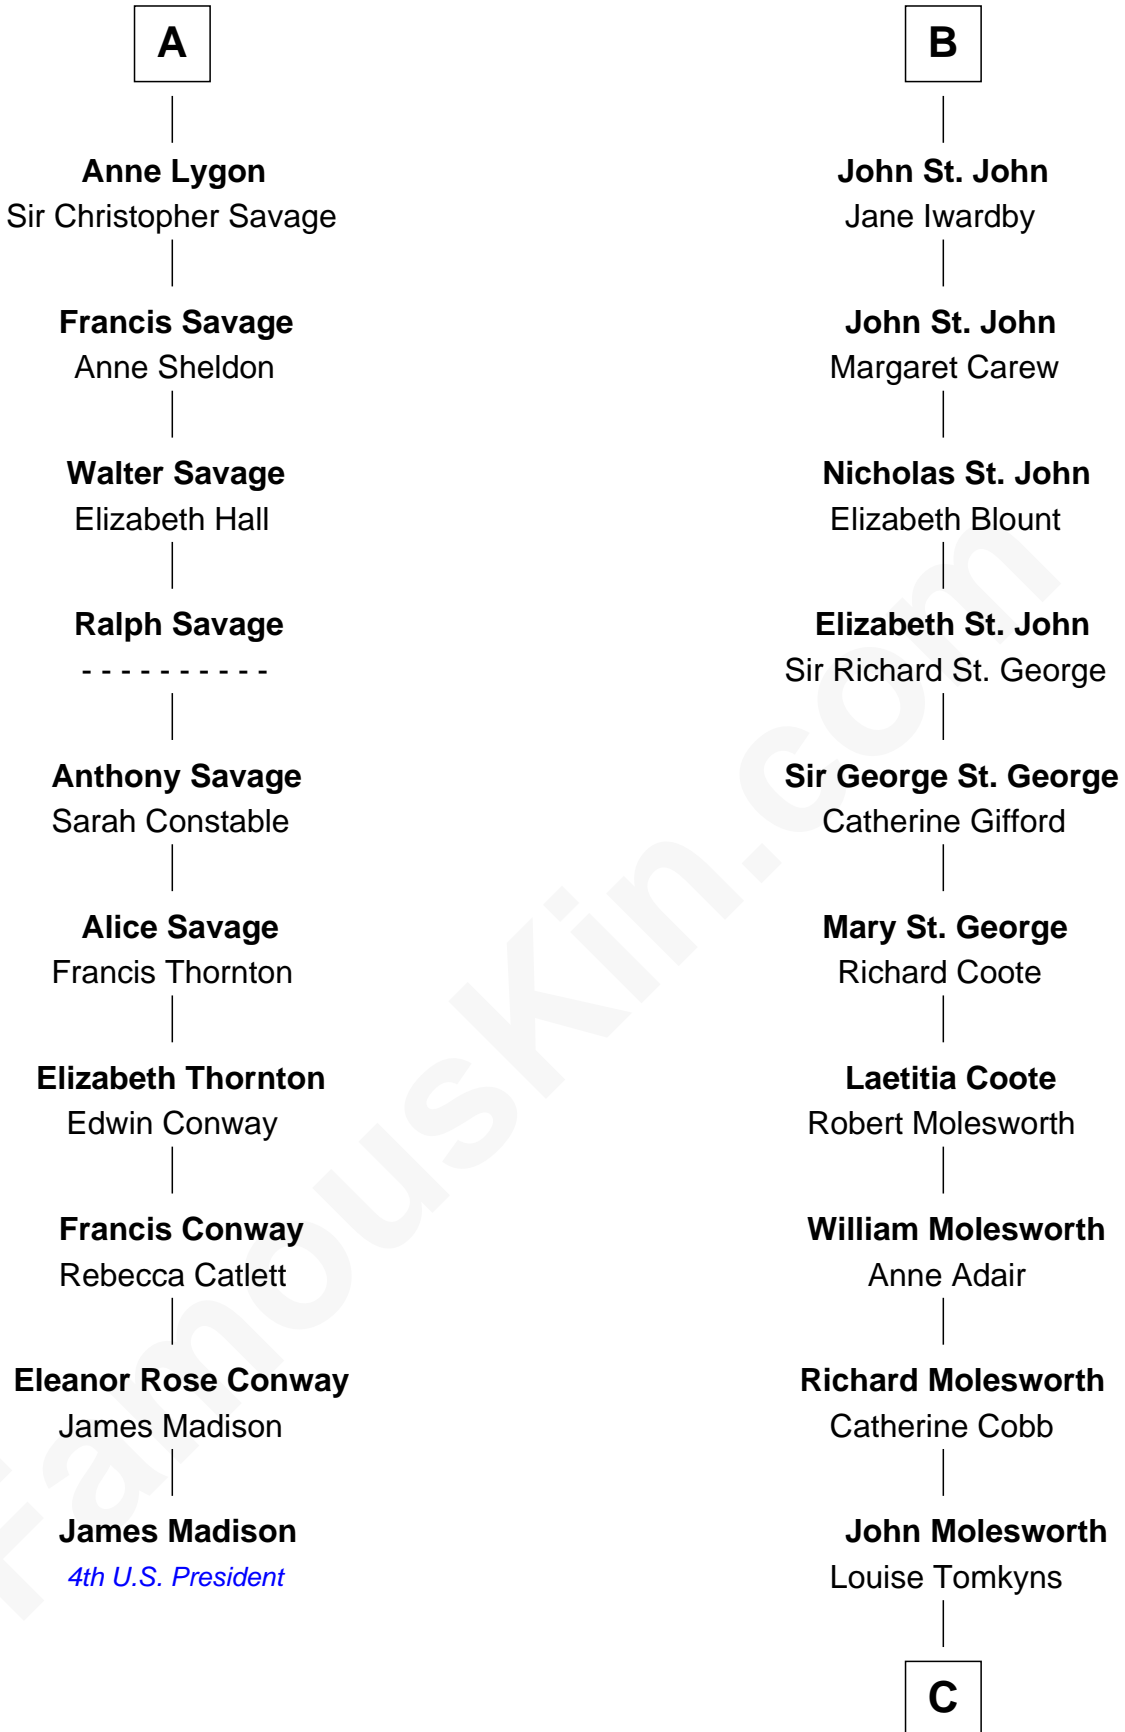 A
Anne Lygon
Sir Christopher Savage
Francis Savage
Anne Sheldon
Walter Savage
Elizabeth Hall
Ralph Savage
- - - - - - - - - -
Anthony Savage
Sarah Constable
Alice Savage
Francis Thornton
Elizabeth Thornton
Edwin Conway
Francis Conway
Rebecca Catlett
Eleanor Rose Conway
James Madison
James Madison
4th U.S. President
B
John St. John
Jane Iwardby
John St. John
Margaret Carew
Nicholas St. John
Elizabeth Blount
Elizabeth St. John
Sir Richard St. George
Sir George St. George
Catherine Gifford
Mary St. George
Richard Coote
Laetitia Coote
Robert Molesworth
William Molesworth
Anne Adair
Richard Molesworth
Catherine Cobb
John Molesworth
Louise Tomkyns
C
FamousKin.com